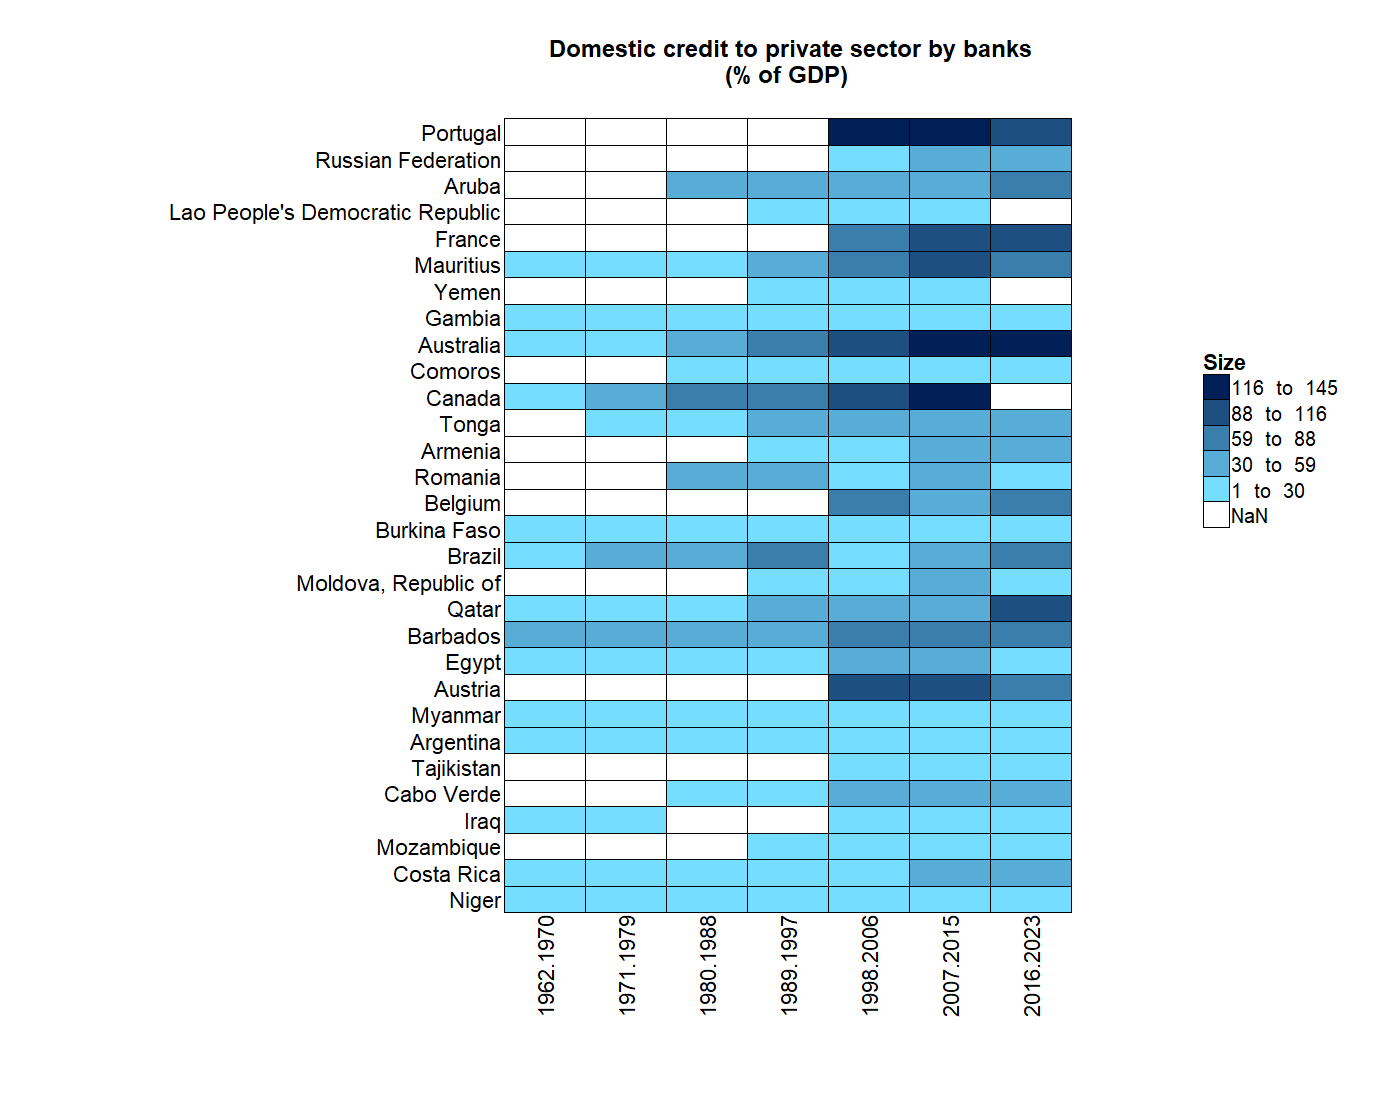 Domestic credit to private sector by banks
(% of GDP)
Portugal
Russian Federation
Aruba
Lao People's Democratic Republic
France
Mauritius
Yemen
Gambia
Australia
Comoros
Canada
Tonga
Armenia
Romania
Belgium
Burkina Faso
Brazil
Moldova, Republic of
Qatar
Barbados
Egypt
Austria
Myanmar
Argentina
Tajikistan
Cabo Verde
Iraq
Mozambique
Costa Rica
Niger
1962.1970
1971.1979
1980.1988
1989.1997
1998.2006
2007.2015
2016.2023
Size
116 to 145
88 to 116
59 to 88
30 to 59
1 to 30
NaN